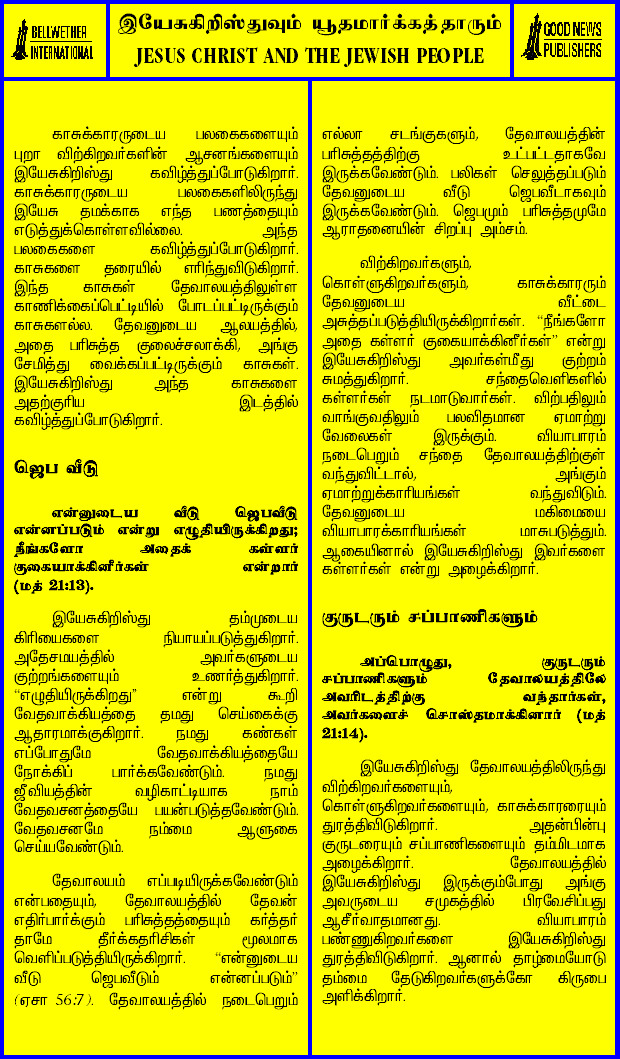 BELLWETHER
INTERNATIONAL
இயேசுகிறிஸ்துவும் யூதமார்க்கத்தாரும்
JESUS CHRIST AND THE JEWISH PEOPLE
GOOD NEWS
PUBLISHERS
காசுக்காரருடைய பலகைகளையும்
புறா விற்கிறவர்களின் ஆசனங்களையும்
இயேசுகிறிஸ்து கவிழ்த்துப்போடுகிறார்.
காசுக்காரருடைய பலகைகளிலிருந்து
இயேசு தமக்காக எந்த பணத்தையும்
எடுத்துக்கொள்ளவில்லை. அந்த
பலகைகளை கவிழ்த்துப்போடுகிறார்.
காசுகளை தரையில் எரிந்துவிடுகிறார்.
இந்த காசுகள் தேவாலயத்திலுள்ள
காணிக்கைப்பெட்டியில் போடப்பட்டிருக்கும்
காசுகளல்ல. தேவனுடைய ஆலயத்தில்,
அதை பரிசுத்த குலைச்சலாக்கி, அங்கு
சேமித்து வைக்கப்பட்டிருக்கும் காசுகள்.
இயேசுகிறிஸ்து அந்த காசுகளை
அதற்குரிய இடத்தில்
கவிழ்த்துப்போடுகிறார்.
ஜெப வீடு
என்னுடைய வீடு ஜெபவீடு
என்னப்படும் என்று எழுதியிருக்கிறது;
நீங்களோ அதைக் கள்ளர்
குகையாக்கினீர்கள் என்றார்
(மத் 21:13).
இயேசுகிறிஸ்து தம்முடைய
கிரியைகளை நியாயப்படுத்துகிறார்.
அதேசமயத்தில் அவர்களுடைய
குற்றங்களையும் உணர்த்துகிறார்.
“எழுதியிருக்கிறது” என்று கூறி
வேதவாக்கியத்தை தமது செய்கைக்கு
ஆதாரமாக்குகிறார். நமது கண்கள்
எப்போதுமே வேதவாக்கியத்தையே
நோக்கிப் பார்க்கவேண்டும். நமது
ஜீவியத்தின் வழிகாட்டியாக நாம்
வேதவசனத்தையே பயன்படுத்தவேண்டும்.
வேதவசனமே நம்மை ஆளுகை
செய்யவேண்டும்.
தேவாலயம் எப்படியிருக்கவேண்டும்
என்பதையும், தேவாலயத்தில் தேவன்
எதிர்பார்க்கும் பரிசுத்தத்தையும் கர்த்தர்
தாமே தீர்க்கதரிசிகள் மூலமாக
வெளிப்படுத்தியிருக்கிறார். “என்னுடைய
வீடு ஜெபவீடும் என்னப்படும்”
(ஏசா 56:7). தேவாலயத்தில் நடைபெறும்
எல்லா சடங்குகளும், தேவாலயத்தின்
பரிசுத்தத்திற்கு உட்பட்டதாகவே
இருக்கவேண்டும். பலிகள் செலுத்தப்படும்
தேவனுடைய வீடு ஜெபவீடாகவும்
இருக்கவேண்டும். ஜெபமும் பரிசுத்தமுமே
ஆராதனையின் சிறப்பு அம்சம்.
விற்கிறவர்களும்,
கொள்ளுகிறவர்களும், காசுக்காரரும்
தேவனுடைய வீட்டை
அசுத்தப்படுத்தியிருக்கிறார்கள். “நீங்களோ
அதை கள்ளர் குகையாக்கினீர்கள்” என்று
இயேசுகிறிஸ்து அவர்கள்மீது குற்றம்
சுமத்துகிறார். சந்தைவெளிகளில்
கள்ளர்கள் நடமாடுவார்கள். விற்பதிலும்
வாங்குவதிலும் பலவிதமான ஏமாற்று
வேலைகள் இருக்கும். வியாபாரம்
நடைபெறும் சந்தை தேவாலயத்திற்குள்
வந்துவிட்டால், அங்கும்
ஏமாற்றுக்காரியங்கள் வந்துவிடும்.
தேவனுடைய மகிமையை
வியாபாரக்காரியங்கள் மாசுபடுத்தும்.
ஆகையினால் இயேசுகிறிஸ்து இவர்களை
கள்ளர்கள் என்று அழைக்கிறார்.
குருடரும் சப்பாணிகளும்
அப்பொழுது, குருடரும்
சப்பாணிகளும் தேவாலயத்திலே
அவரிடத்திற்கு வந்தார்கள்,
அவர்களைச் சொஸ்தமாக்கினார் (மத்
21:14).
இயேசுகிறிஸ்து தேவாலயத்திலிருந்து
விற்கிறவர்களையும்,
கொள்ளுகிறவர்களையும், காசுக்காரரையும்
துரத்திவிடுகிறார். அதன்பின்பு
குருடரையும் சப்பாணிகளையும் தம்மிடமாக
அழைக்கிறார். தேவாலயத்தில்
இயேசுகிறிஸ்து இருக்கும்போது அங்கு
அவருடைய சமுகத்தில் பிரவேசிப்பது
ஆசீர்வாதமானது. வியாபாரம்
பண்ணுகிறவர்களை இயேசுகிறிஸ்து
துரத்திவிடுகிறார். ஆனால் தாழ்மையோடு
தம்மை தேடுகிறவர்களுக்கோ கிருபை
அளிக்கிறார்.